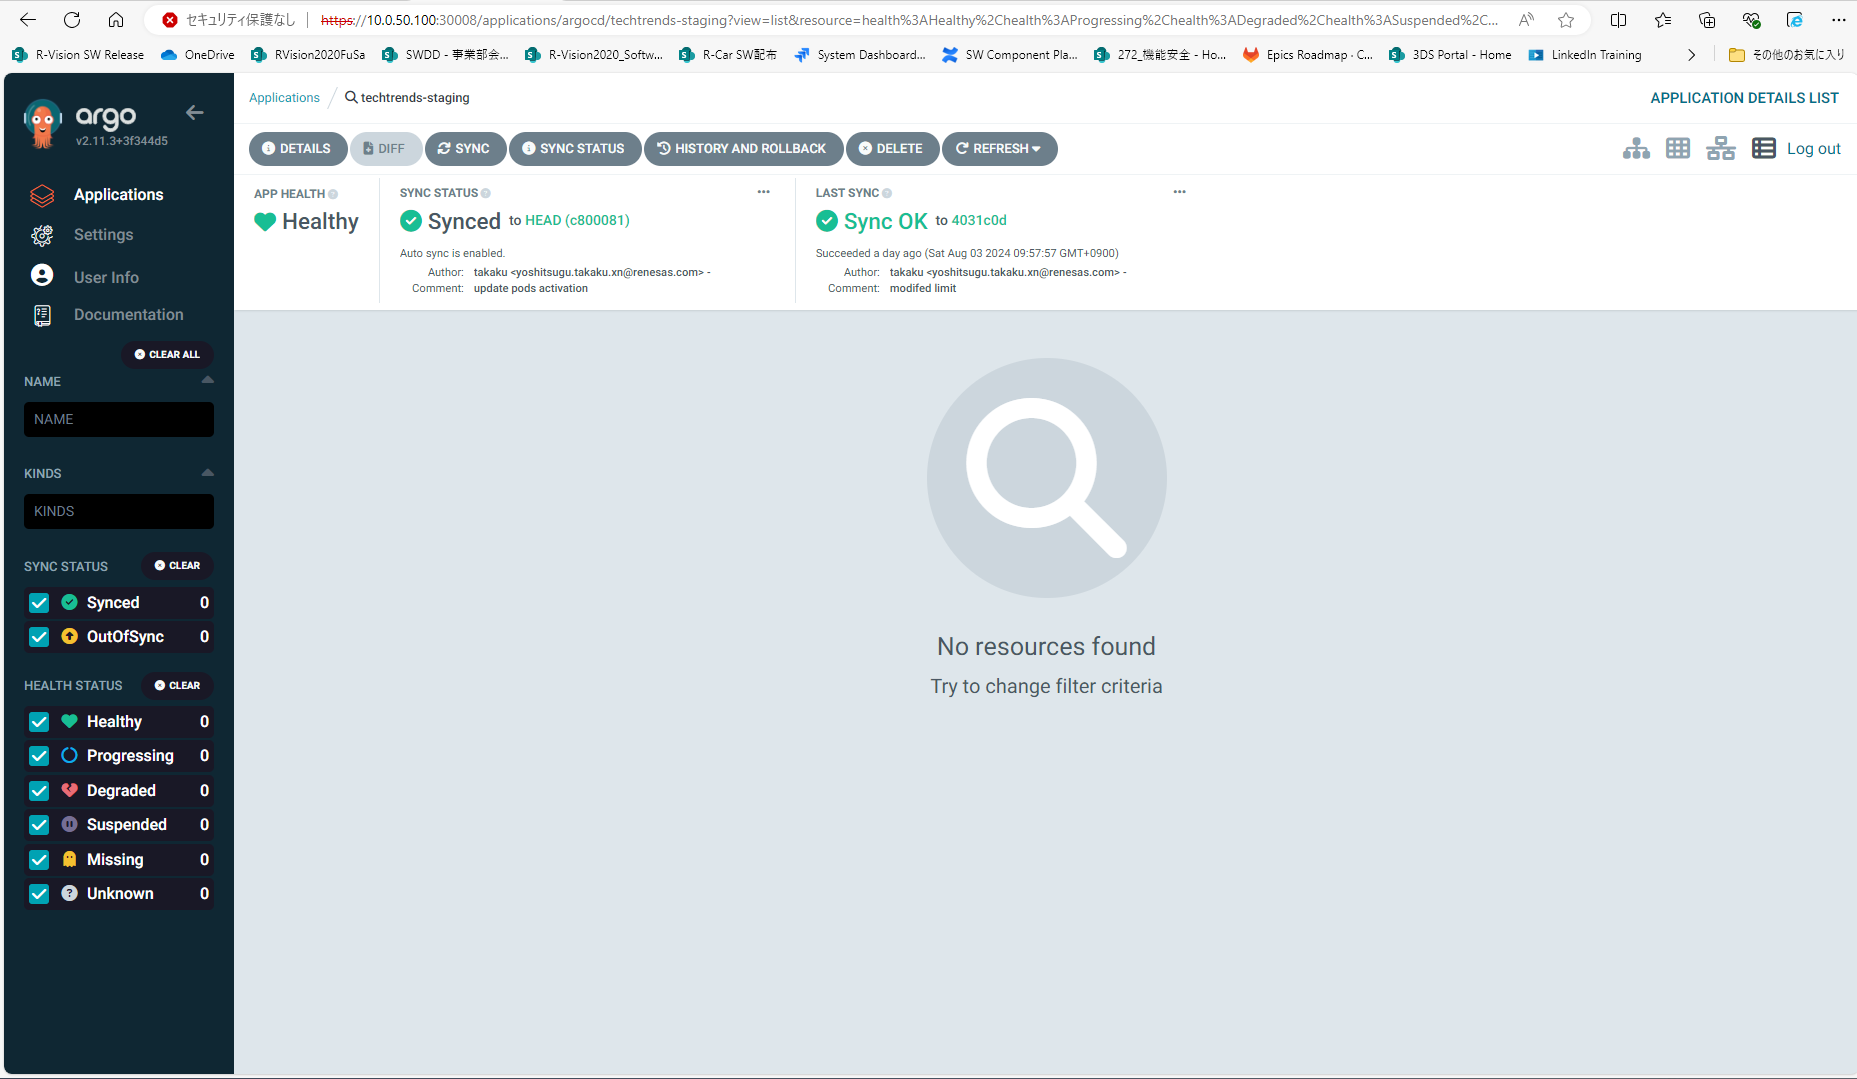 セキュリティ保護なし
https://10.0.50.100:30008/applications/argocd/techtrends-staging?view=list&resource=health%3AHealthy%2Chealth%3AProgressing%2Chealth%3ADegraded%2Chealth%3ASuspended%2C...
R-Vision SW Release
OneDrive
RVision2020FuSa
SWDD - 事業部会...
R-Vision2020_Softw...
R-Car SW配布
System Dashboard...
SW Component Pla...
272_機能安全 - Ho...
Epics Roadmap · C...
3DS Portal - Home
LinkedIn Training
その他のお気に入り
argo
v2.11.3+3f344d5
Applications
Settings
User Info
Documentation
CLEAR ALL
NAME
NAME
KINDS
KINDS
SYNC STATUS
CLEAR
Synced 0
OutOfSync 0
HEALTH STATUS
CLEAR
Healthy 0
Progressing 0
Degraded 0
Suspended 0
Missing 0
Unknown 0
Applications / techtrends-staging
APPLICATION DETAILS LIST
DETAILS
DIFF
SYNC
SYNC STATUS
HISTORY AND ROLLBACK
DELETE
REFRESH
Log out
APP HEALTH
Healthy
SYNC STATUS
Synced to HEAD (c800081)
Auto sync is enabled.
Author: takaku <yoshitsugu.takaku.xn@renesas.com> -
Comment: update pods activation
LAST SYNC
Sync OK to 4031c0d
Succeeded a day ago (Sat Aug 03 2024 09:57:57 GMT+0900)
Author: takaku <yoshitsugu.takaku.xn@renesas.com> -
Comment: modifed limit
No resources found
Try to change filter criteria